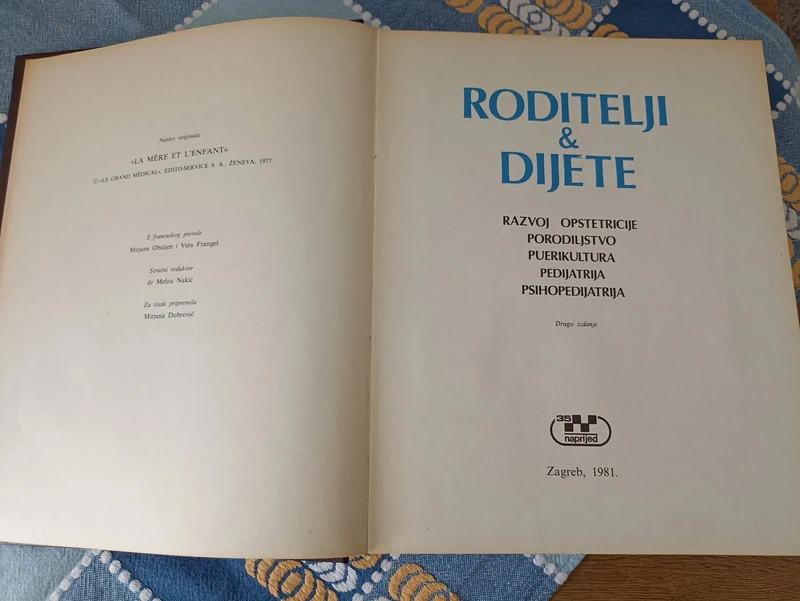 Naslov originala
»LA MÈRE ET L'ENFANT«
©»LE GRAND MÉDICAL«, EDITO-SERVICE S. A., ŽENEVA, 1977.
S francuskog prevele
Mirjana Obuljen i Vera Frangeš
Stručni redaktor
dr Melita Nakić
Za tisak pripremila
Mirjana Dobrović
RODITELJI
&
DIJETE
RAZVOJ OPSTETRICIJE
PORODILJSTVO
PUERIKULTURA
PEDIJATRIJA
PSIHOPEDIJATRIJA
Drugo izdanje
35
naprijed
Zagreb, 1981.